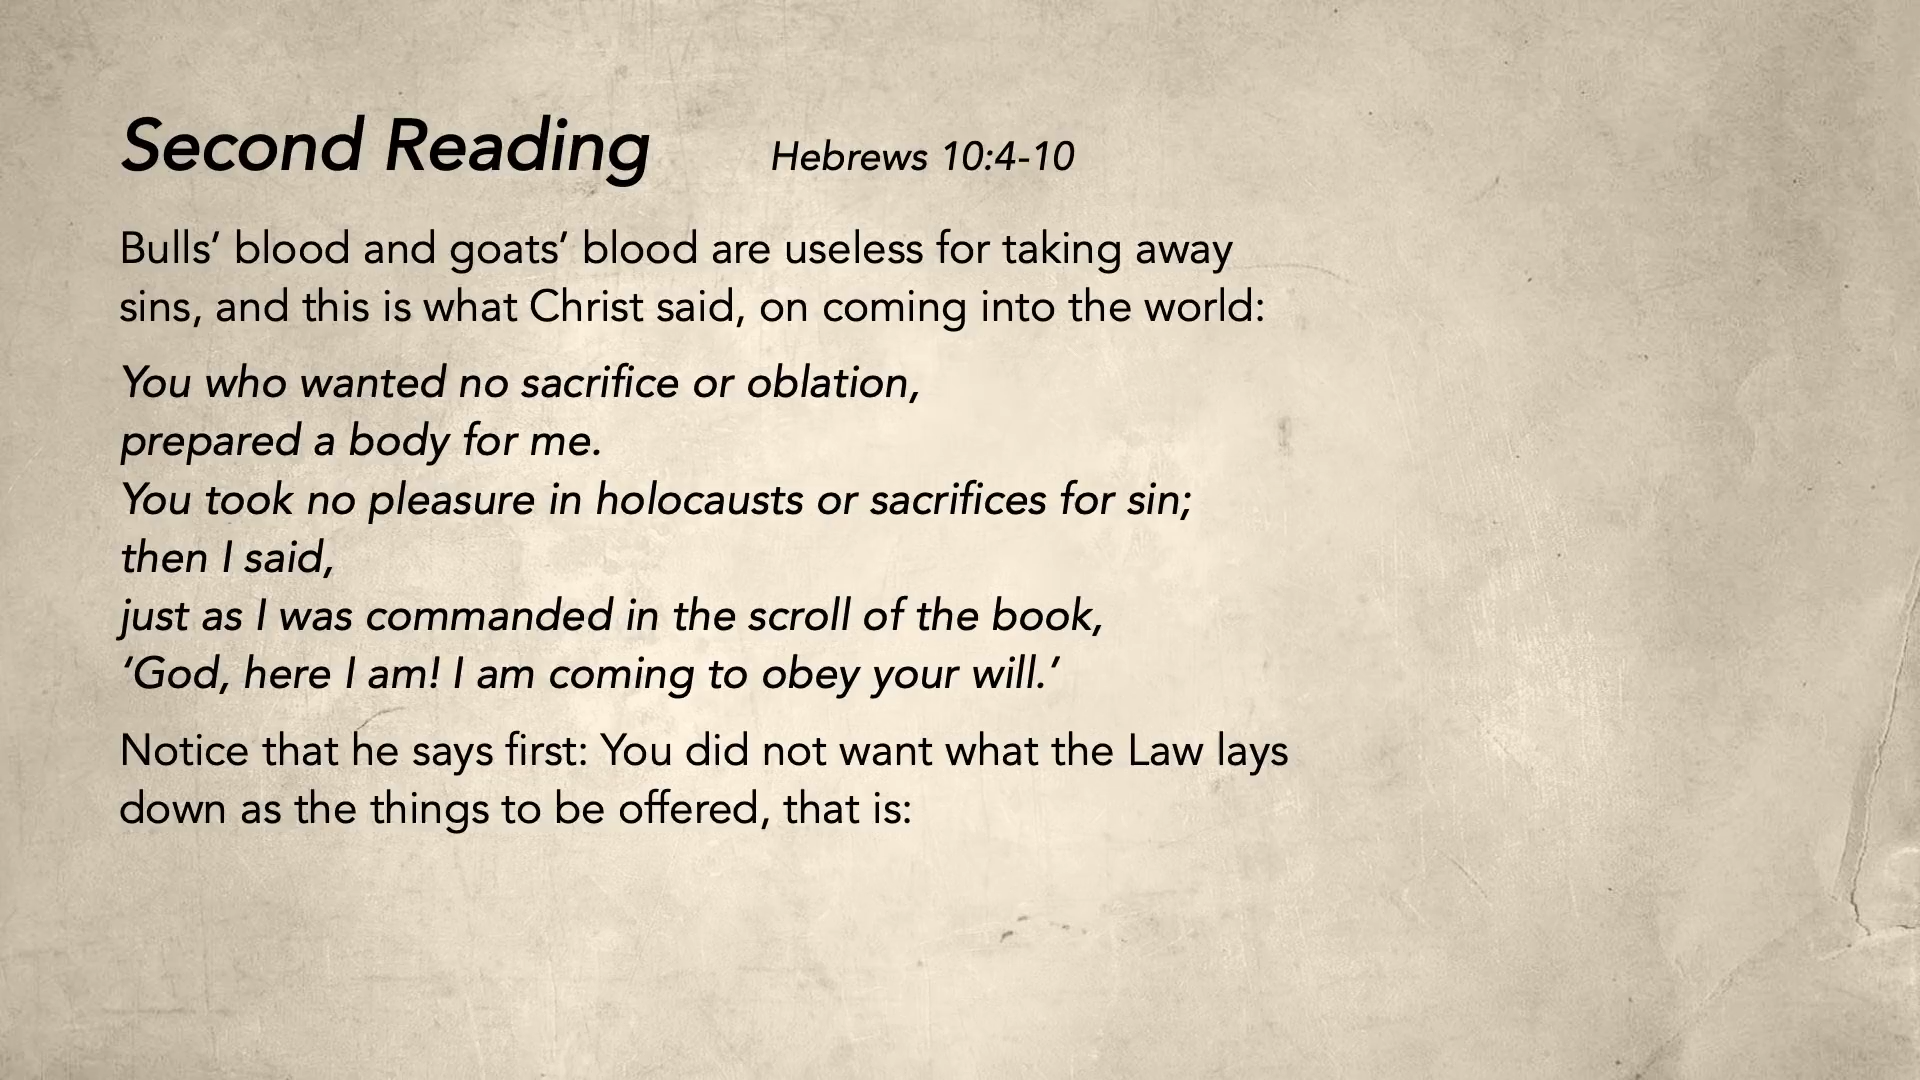 Second Reading Hebrews 10:4-10
Bulls’ blood and goats’ blood are useless for taking away
sins, and this is what Christ said, on coming into the world:
You who wanted no sacrifice or oblation,
prepared a body for me.
You took no pleasure in holocausts or sacrifices for sin;
then I said,
just as I was commanded in the scroll of the book,
‘God, here I am! I am coming to obey your will.’
Notice that he says first: You did not want what the Law lays
down as the things to be offered, that is: